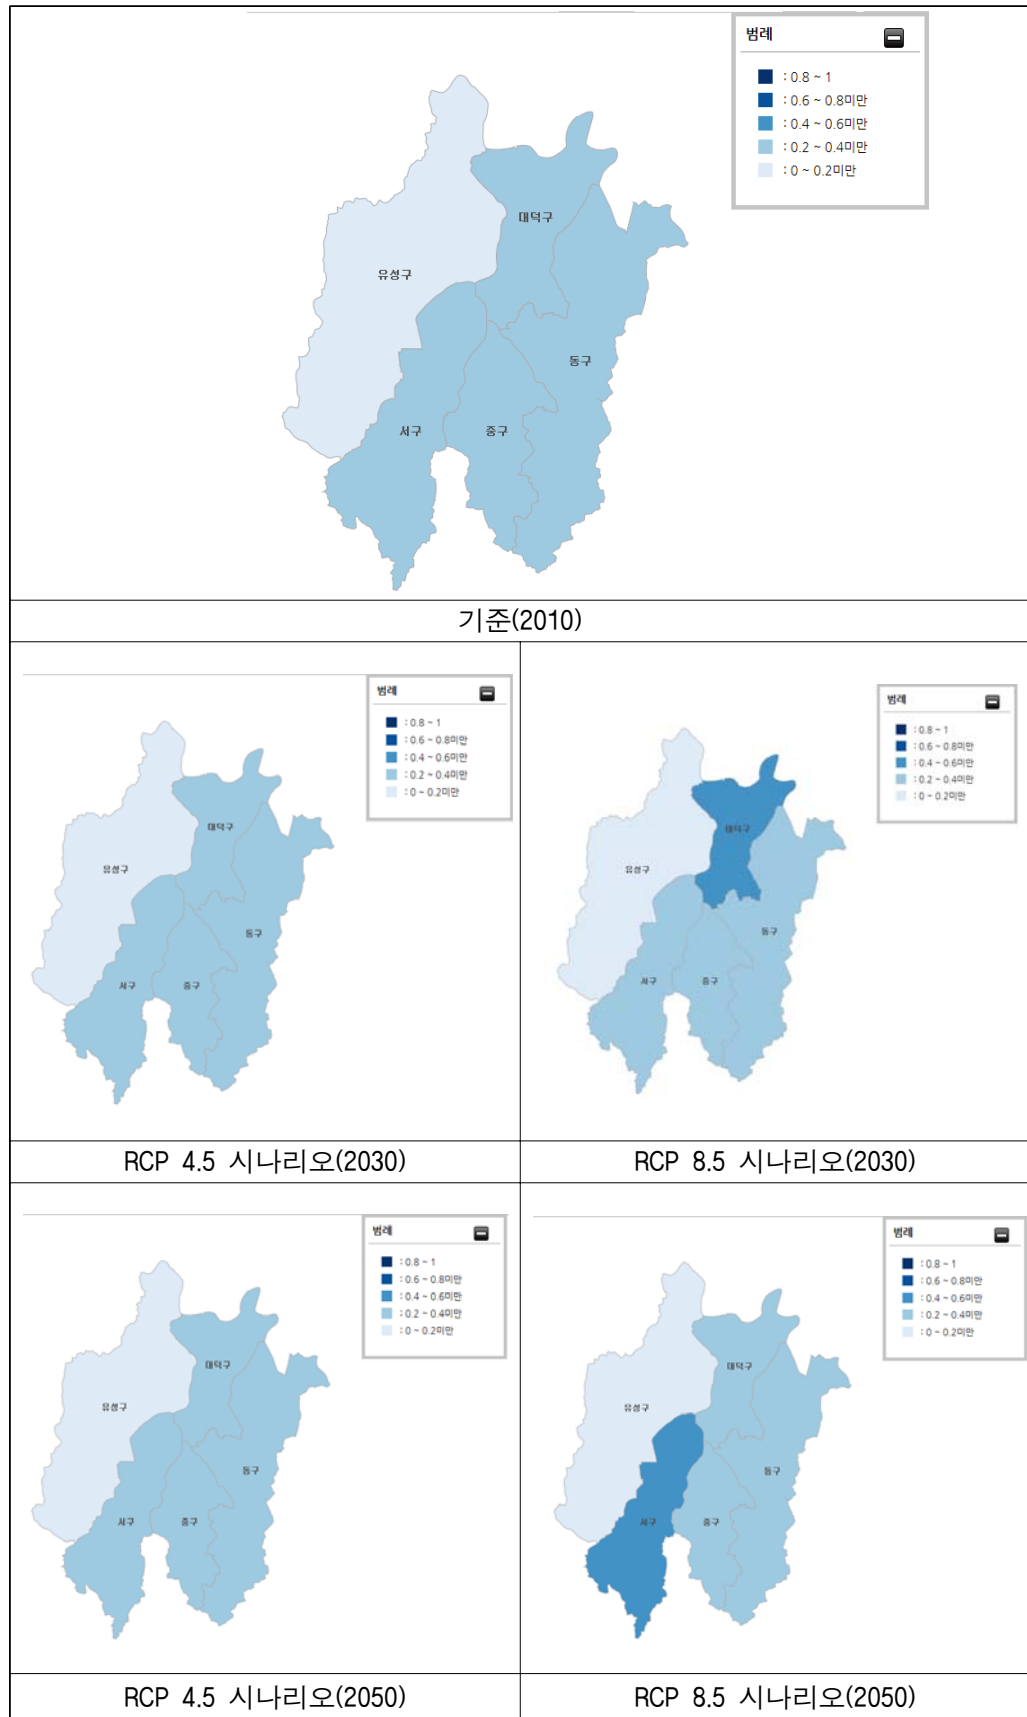 범례
: 0.8 ~ 1
: 0.6 ~ 0.8미만
: 0.4 ~ 0.6미만
: 0.2 ~ 0.4미만
: 0 ~ 0.2미만
대덕구
유성구
동구
서구
중구
기준(2010)
범례
: 0.8 ~ 1
: 0.6 ~ 0.8미만
: 0.4 ~ 0.6미만
: 0.2 ~ 0.4미만
: 0 ~ 0.2미만
대덕구
유성구
동구
서구
중구
RCP 4.5 시나리오(2030)
범례
: 0.8 ~ 1
: 0.6 ~ 0.8미만
: 0.4 ~ 0.6미만
: 0.2 ~ 0.4미만
: 0 ~ 0.2미만
대덕구
유성구
동구
서구
중구
RCP 8.5 시나리오(2030)
범례
: 0.8 ~ 1
: 0.6 ~ 0.8미만
: 0.4 ~ 0.6미만
: 0.2 ~ 0.4미만
: 0 ~ 0.2미만
대덕구
유성구
동구
서구
중구
RCP 4.5 시나리오(2050)
범례
: 0.8 ~ 1
: 0.6 ~ 0.8미만
: 0.4 ~ 0.6미만
: 0.2 ~ 0.4미만
: 0 ~ 0.2미만
대덕구
유성구
동구
서구
중구
RCP 8.5 시나리오(2050)